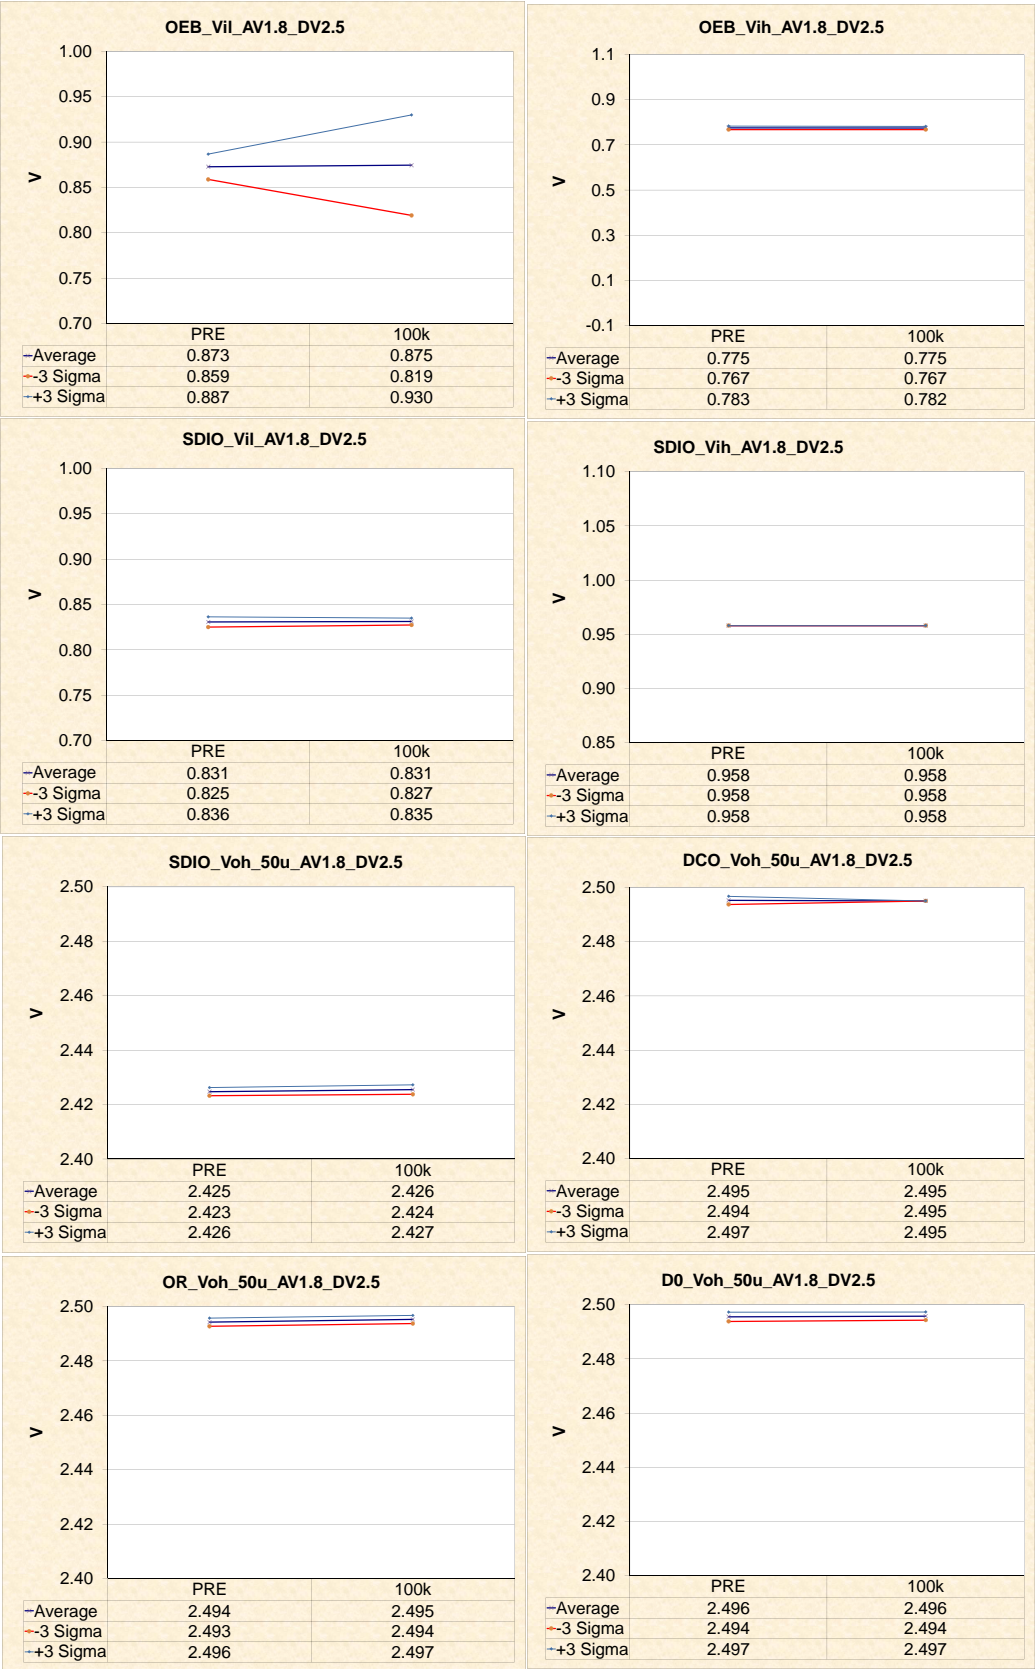 OEB_Vil_AV1.8_DV2.5
1.00
0.95
0.90
0.85
0.80
0.75
0.70
V
PRE 100k
Average 0.873 0.875
-3 Sigma 0.859 0.819
+3 Sigma 0.887 0.930
OEB_Vih_AV1.8_DV2.5
1.1
0.9
0.7
0.5
0.3
0.1
-0.1
V
PRE 100k
Average 0.775 0.775
-3 Sigma 0.767 0.767
+3 Sigma 0.783 0.782
SDIO_Vil_AV1.8_DV2.5
1.00
0.95
0.90
0.85
0.80
0.75
0.70
V
PRE 100k
Average 0.831 0.831
-3 Sigma 0.825 0.827
+3 Sigma 0.836 0.835
SDIO_Vih_AV1.8_DV2.5
1.10
1.05
1.00
0.95
0.90
0.85
V
PRE 100k
Average 0.958 0.958
-3 Sigma 0.958 0.958
+3 Sigma 0.958 0.958
SDIO_Voh_50u_AV1.8_DV2.5
2.50
2.48
2.46
2.44
2.42
2.40
V
PRE 100k
Average 2.425 2.426
-3 Sigma 2.423 2.424
+3 Sigma 2.426 2.427
DCO_Voh_50u_AV1.8_DV2.5
2.50
2.48
2.46
2.44
2.42
2.40
V
PRE 100k
Average 2.495 2.495
-3 Sigma 2.494 2.495
+3 Sigma 2.497 2.495
OR_Voh_50u_AV1.8_DV2.5
2.50
2.48
2.46
2.44
2.42
2.40
V
PRE 100k
Average 2.494 2.495
-3 Sigma 2.493 2.494
+3 Sigma 2.496 2.497
D0_Voh_50u_AV1.8_DV2.5
2.50
2.48
2.46
2.44
2.42
2.40
V
PRE 100k
Average 2.496 2.496
-3 Sigma 2.494 2.494
+3 Sigma 2.497 2.497